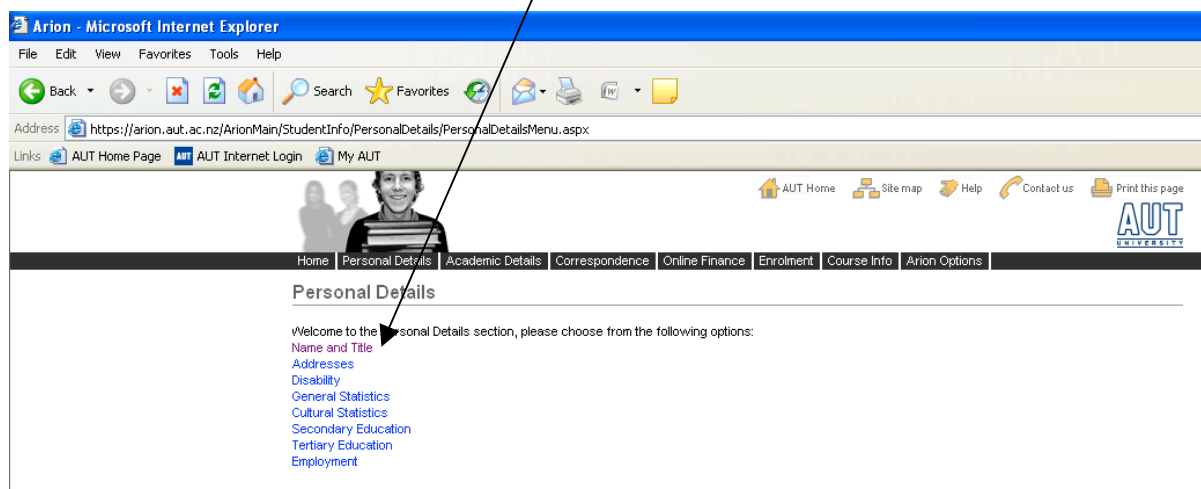 Arion - Microsoft Internet Explorer
File Edit View Favorites Tools Help
Back Search Favorites
Address https://arion.aut.ac.nz/ArionMain/StudentInfo/PersonalDetails/PersonalDetailsMenu.aspx
Links AUT Home Page AUT AUT Internet Login My AUT
AUT Home Site map Help Contact us Print this page
AUT
UNIVERSITY
Home Personal Details Academic Details Correspondence Online Finance Enrolment Course Info Arion Options
Personal Details
Welcome to the Personal Details section, please choose from the following options:
Name and Title
Addresses
Disability
General Statistics
Cultural Statistics
Secondary Education
Tertiary Education
Employment